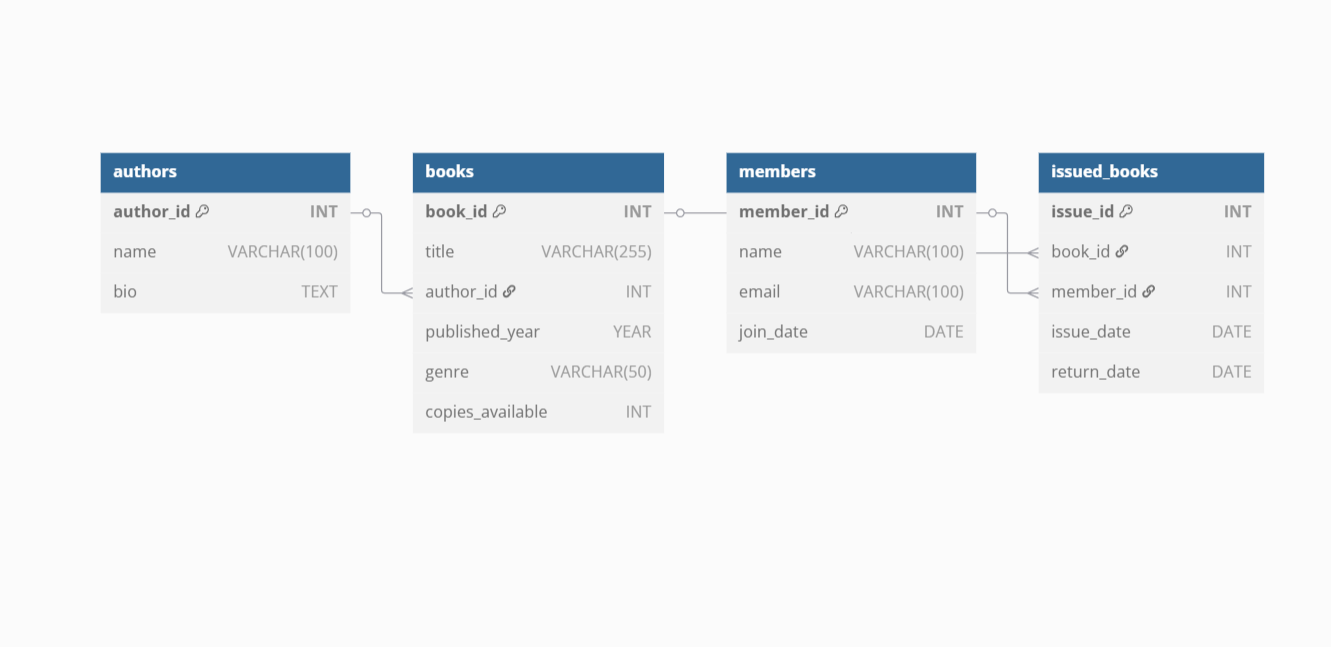 authors
author_id INT
name VARCHAR(100)
bio TEXT
books
book_id INT
title VARCHAR(255)
author_id INT
published_year YEAR
genre VARCHAR(50)
copies_available INT
members
member_id INT
name VARCHAR(100)
email VARCHAR(100)
join_date DATE
issued_books
issue_id INT
book_id INT
member_id INT
issue_date DATE
return_date DATE